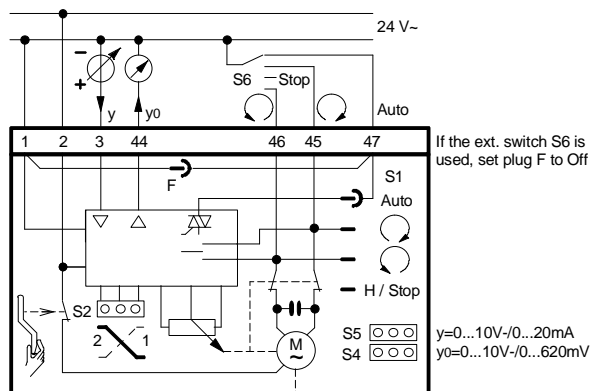 24 V~
−
+
y
y0
S6
Stop
Auto
1 2 3 44 46 45 47
If the ext. switch S6 is
used, set plug F to Off
F
S1
Auto
H / Stop
S2
2 1
M
~
S5
S4
y=0...10V-/0...20mA
y0=0...10V-/0...620mV